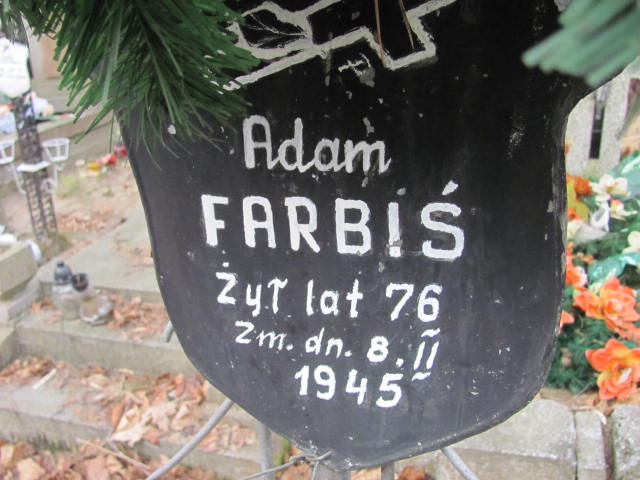 Adam
FARBIŚ
Żył lat 76
zm. dn. 8. II
1945